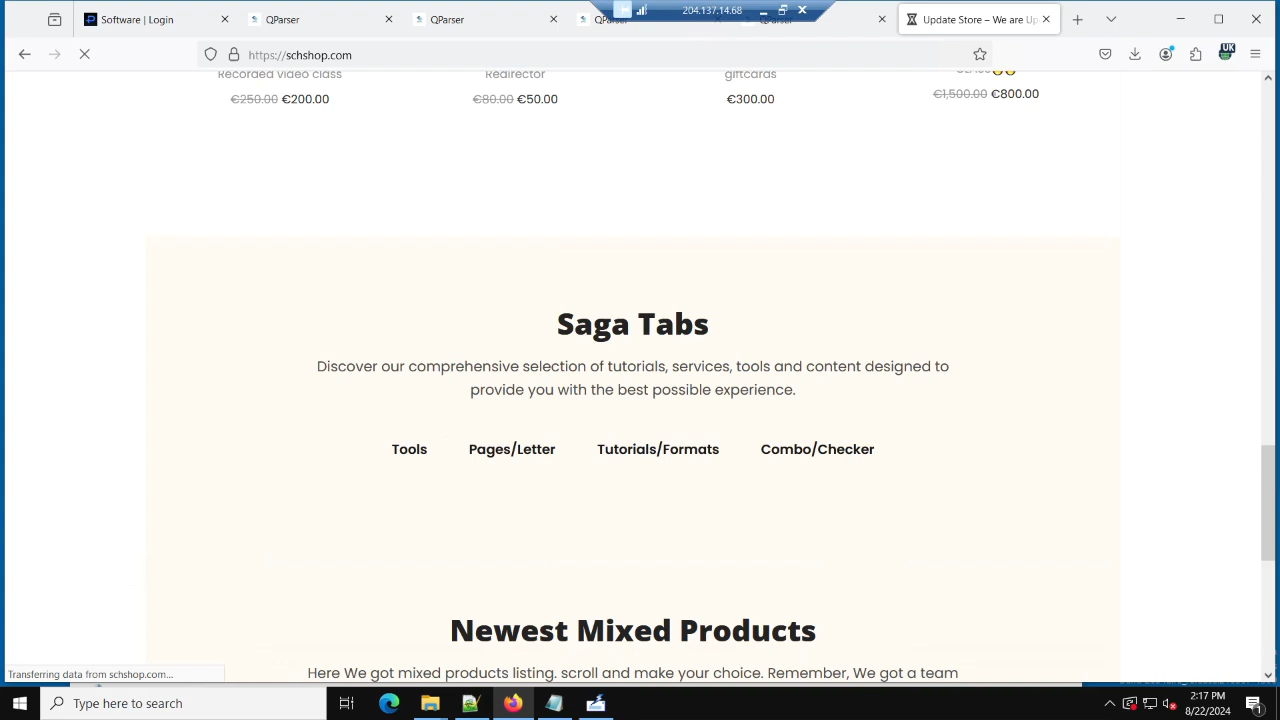 Software | Login
QParser
QParser
QParser
QParser
204.137.14.68
Update Store – We are Up
https://schshop.com
UK
Recorded video class
Redirector
giftcards
€250.00 €200.00
€80.00 €50.00
€300.00
€1,500.00 €800.00
Saga Tabs
Discover our comprehensive selection of tutorials, services, tools and content designed to
provide you with the best possible experience.
Tools
Pages/Letter
Tutorials/Formats
Combo/Checker
Newest Mixed Products
Here We got mixed products listing. scroll and make your choice. Remember, We got a team
Transferring data from schshop.com...
Type here to search
2:17 PM
8/22/2024
1